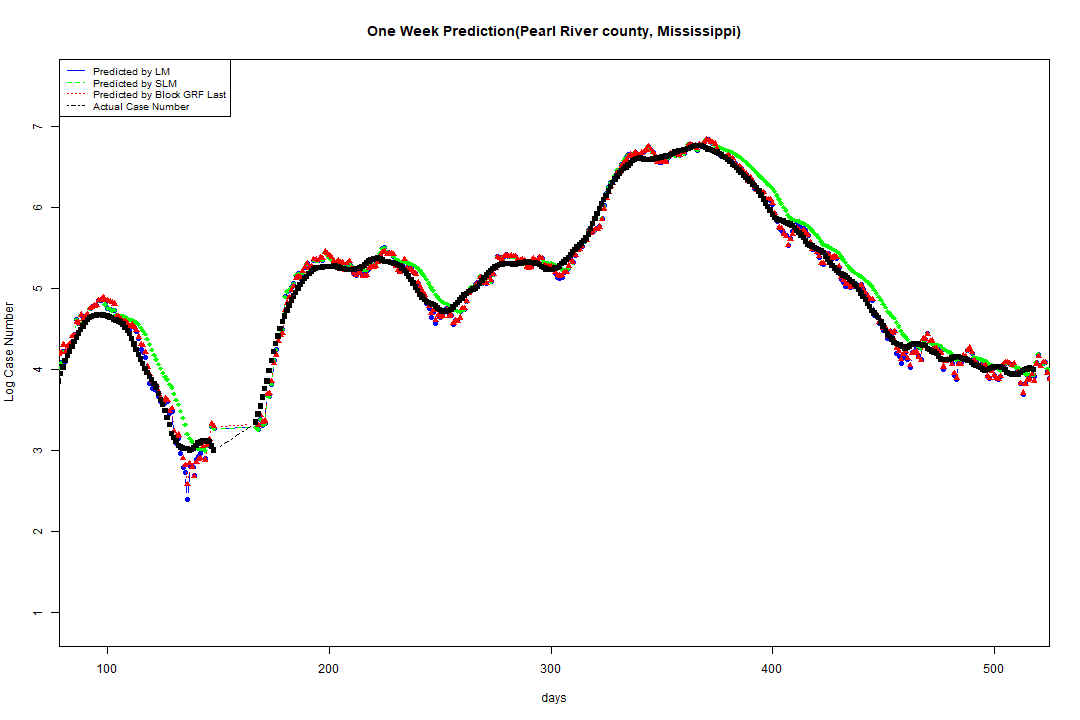 One Week Prediction(Pearl River county, Mississippi)
Predicted by LM
Predicted by SLM
Predicted by Block GRF Last
Actual Case Number
7
6
5
4
3
2
1
Log Case Number
100 200 300 400 500
days